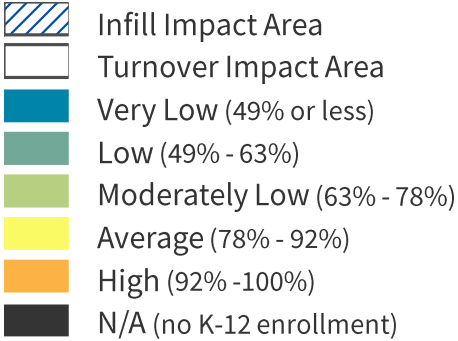 Infill Impact Area
Turnover Impact Area
Very Low (49% or less)
Low (49% - 63%)
Moderately Low (63% - 78%)
Average (78% - 92%)
High (92% -100%)
N/A (no K-12 enrollment)